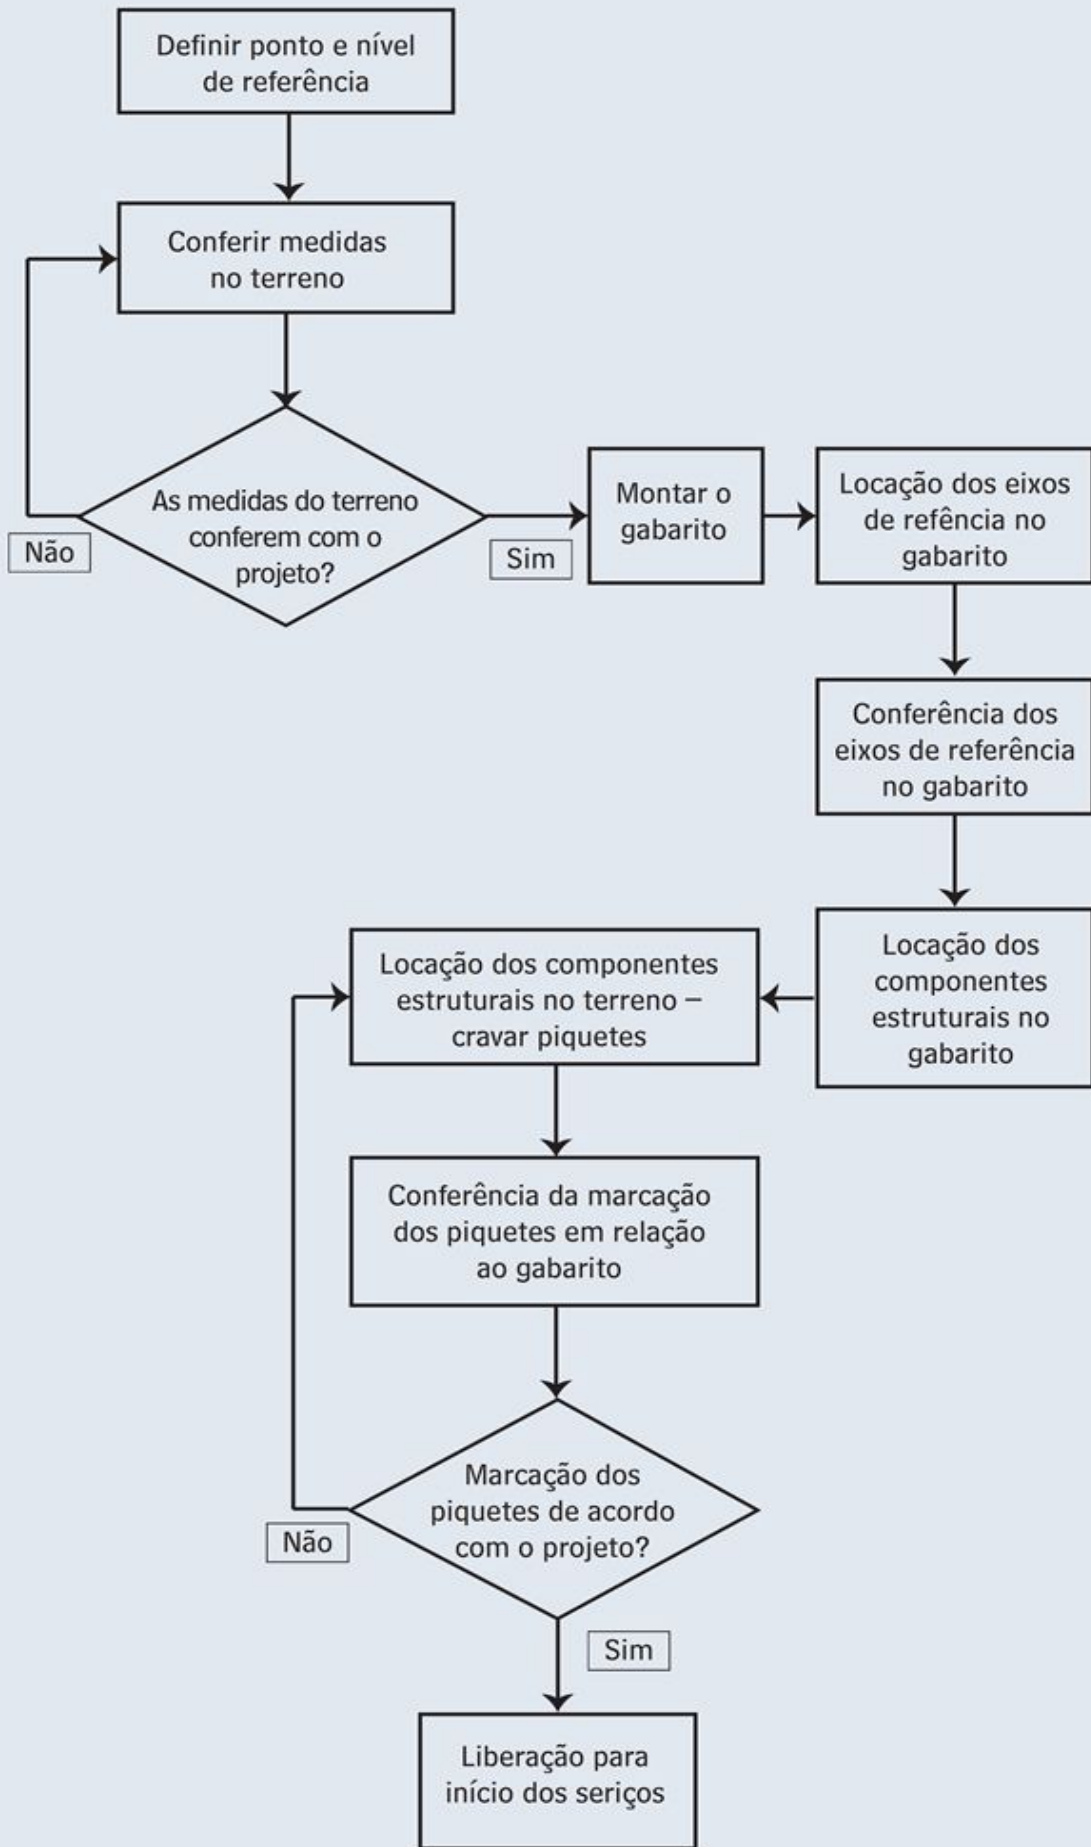 Definir ponto e nível
de referência
Conferir medidas
no terreno
As medidas do terreno
conferem com o
projeto?
Não
Sim
Montar o
gabarito
Locação dos eixos
de refência no
gabarito
Conferência dos
eixos de referência
no gabarito
Locação dos
componentes
estruturais no
gabarito
Locação dos componentes
estruturais no terreno –
cravar piquetes
Conferência da marcação
dos piquetes em relação
ao gabarito
Marcação dos
piquetes de acordo
com o projeto?
Não
Sim
Liberação para
início dos seriços